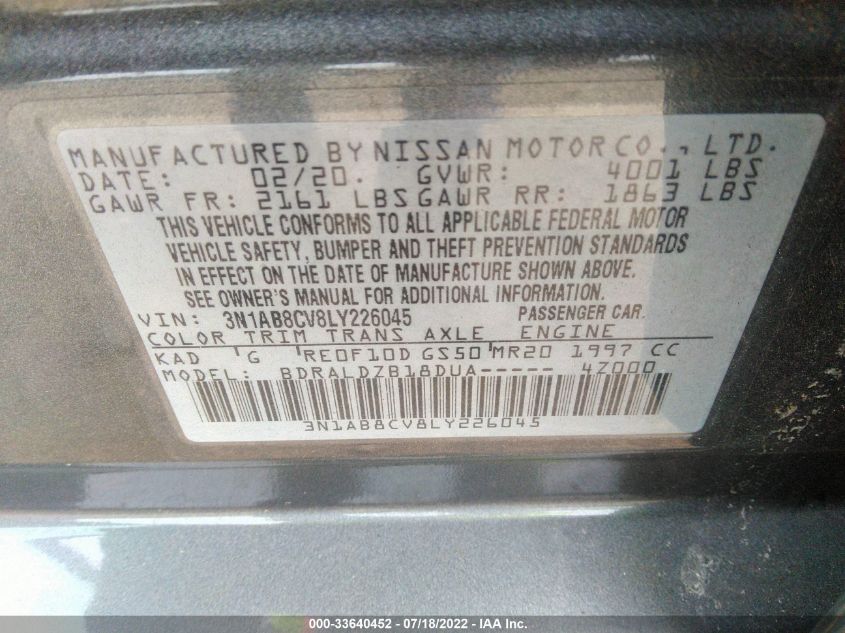 MANUFACTURED BY NISSAN MOTOR CO., LTD.
DATE: 02/20. GVWR: 4001 LBS
GAWR FR: 2161 LBS GAWR RR: 1863 LBS
THIS VEHICLE CONFORMS TO ALL APPLICABLE FEDERAL MOTOR
VEHICLE SAFETY, BUMPER AND THEFT PREVENTION STANDARDS
IN EFFECT ON THE DATE OF MANUFACTURE SHOWN ABOVE.
SEE OWNER'S MANUAL FOR ADDITIONAL INFORMATION.
VIN: 3N1AB8CV8LY226045 PASSENGER CAR.
COLOR TRIM TRANS AXLE ENGINE
KAD G RE0F10D GS50 MR20 1997 CC
MODEL: BDRALDZB18DUA----- 4Z000
3N1AB8CV8LY226045
000-33640452 - 07/18/2022 - IAA Inc.